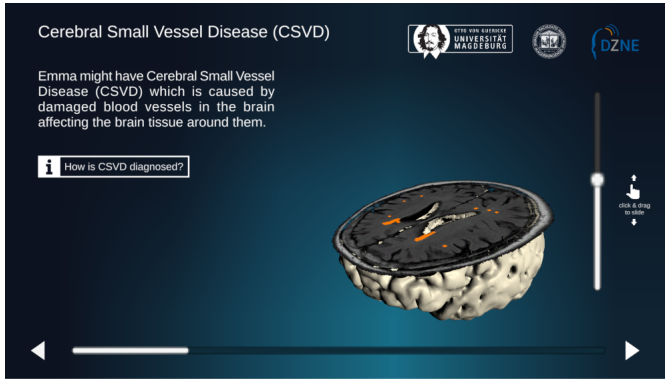 Cerebral Small Vessel Disease (CSVD)
OTTO VON GUERICKE
UNIVERSITÄT
MAGDEBURG
DZNE
Emma might have Cerebral Small Vessel
Disease (CSVD) which is caused by
damaged blood vessels in the brain
affecting the brain tissue around them.
i How is CSVD diagnosed?
click & drag
to slide